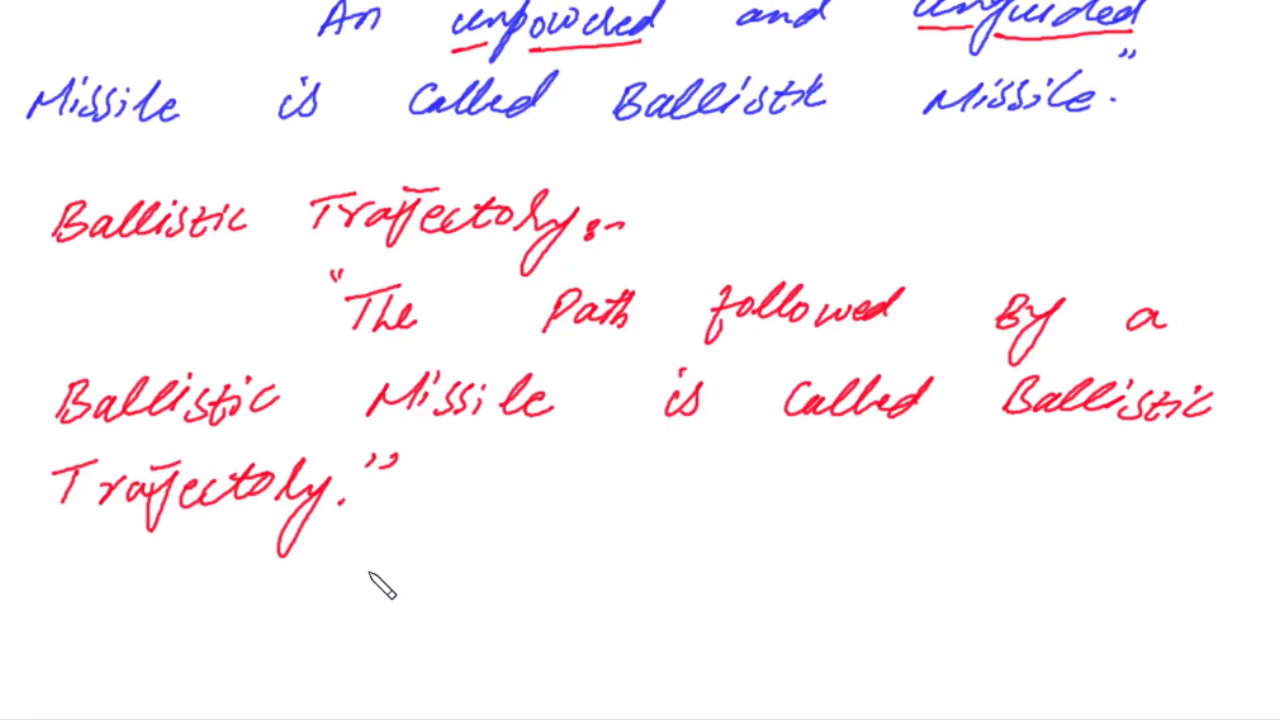 An unpowered and unguided
Missile is called Ballistic Missile."
Ballistic Trajectory:-
"The Path followed By a
Ballistic Missile is called Ballistic
Trajectory."